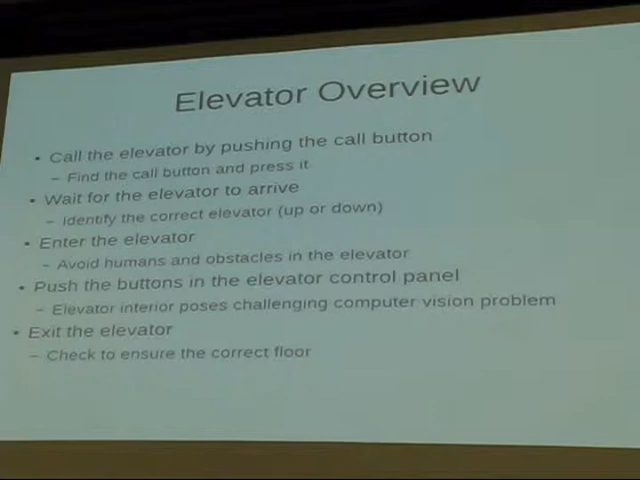 Elevator Overview
• Call the elevator by pushing the call button
– Find the call button and press it
• Wait for the elevator to arrive
– Identify the correct elevator (up or down)
• Enter the elevator
– Avoid humans and obstacles in the elevator
• Push the buttons in the elevator control panel
– Elevator interior poses challenging computer vision problem
• Exit the elevator
– Check to ensure the correct floor